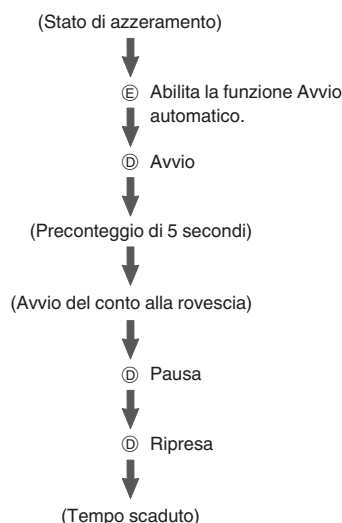 (Stato di azzeramento)
Ⓔ Abilita la funzione Avvio
automatico.
Ⓓ Avvio
(Preconteggio di 5 secondi)
(Avvio del conto alla rovescia)
Ⓓ Pausa
Ⓓ Ripresa
(Tempo scaduto)